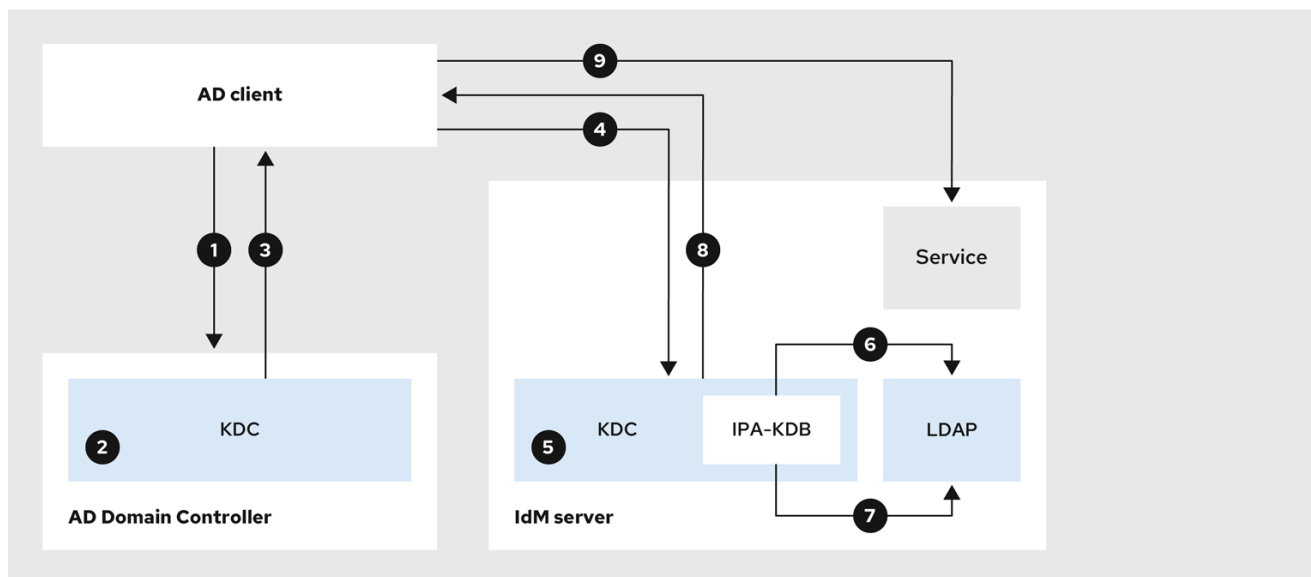 9
AD client
4
1
3
8
Service
6
2
KDC
5
KDC
IPA-KDB
LDAP
AD Domain Controller
IdM server
7